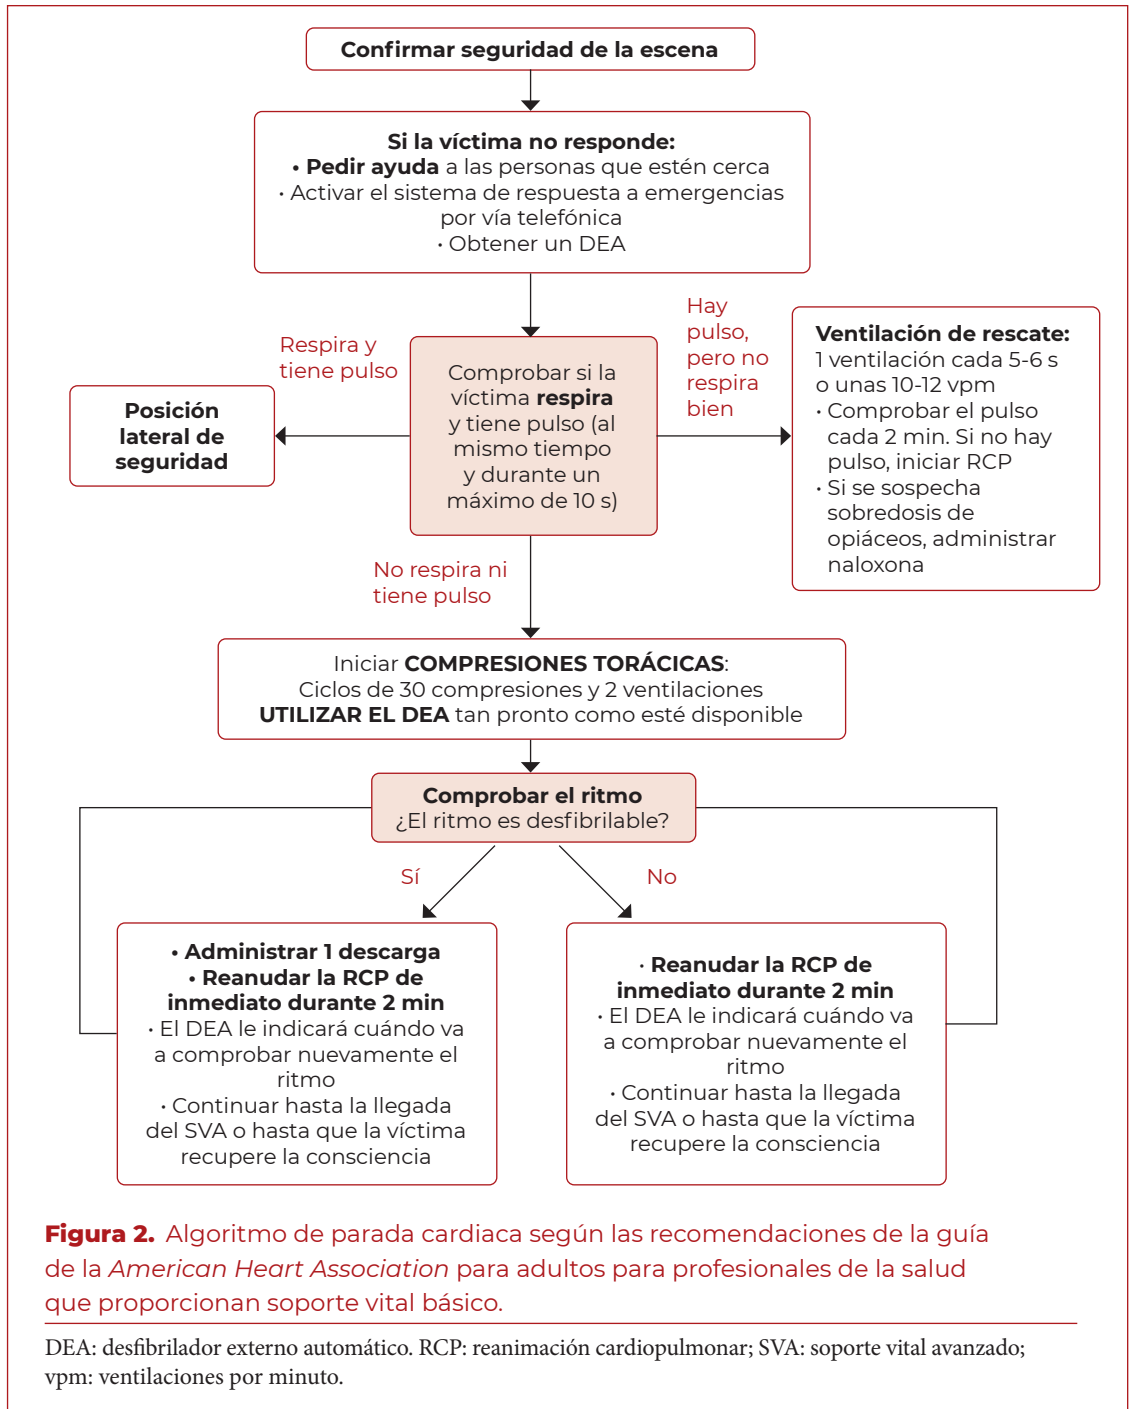 Confirmar seguridad de la escena
Si la víctima no responde:
• Pedir ayuda a las personas que estén cerca
· Activar el sistema de respuesta a emergencias
por vía telefónica
· Obtener un DEA
Respira y
tiene pulso
Hay
pulso,
pero no
respira
bien
Posición
lateral de
seguridad
Comprobar si la
víctima respira
y tiene pulso (al
mismo tiempo
y durante un
máximo de 10 s)
Ventilación de rescate:
1 ventilación cada 5-6 s
o unas 10-12 vpm
· Comprobar el pulso
cada 2 min. Si no hay
pulso, iniciar RCP
· Si se sospecha
sobredosis de
opiáceos, administrar
naloxona
No respira ni
tiene pulso
Iniciar COMPRESIONES TORÁCICAS:
Ciclos de 30 compresiones y 2 ventilaciones
UTILIZAR EL DEA tan pronto como esté disponible
Comprobar el ritmo
¿El ritmo es desfibrilable?
Sí
No
• Administrar 1 descarga
• Reanudar la RCP de
inmediato durante 2 min
· El DEA le indicará cuándo va
a comprobar nuevamente el
ritmo
· Continuar hasta la llegada
del SVA o hasta que la víctima
recupere la consciencia
· Reanudar la RCP de
inmediato durante 2 min
· El DEA le indicará cuándo va
a comprobar nuevamente el
ritmo
· Continuar hasta la llegada
del SVA o hasta que la víctima
recupere la consciencia
Figura 2. Algoritmo de parada cardiaca según las recomendaciones de la guía
de la American Heart Association para adultos para profesionales de la salud
que proporcionan soporte vital básico.
DEA: desfibrilador externo automático. RCP: reanimación cardiopulmonar; SVA: soporte vital avanzado;
vpm: ventilaciones por minuto.